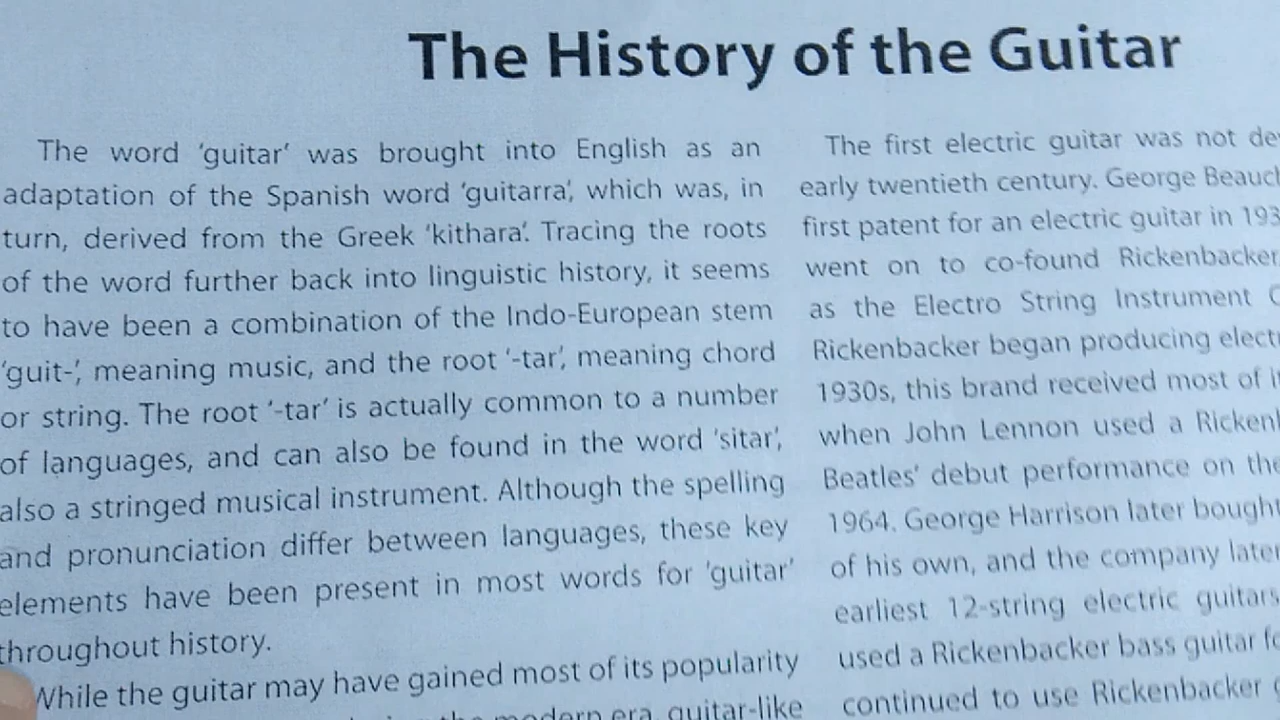 The History of the Guitar
The word ‘guitar’ was brought into English as an
adaptation of the Spanish word ‘guitarra’, which was, in
turn, derived from the Greek ‘kithara’. Tracing the roots
of the word further back into linguistic history, it seems
to have been a combination of the Indo-European stem
‘guit-’, meaning music, and the root ‘-tar’, meaning chord
or string. The root ‘-tar’ is actually common to a number
of languages, and can also be found in the word ‘sitar’,
also a stringed musical instrument. Although the spelling
and pronunciation differ between languages, these key
elements have been present in most words for ‘guitar’
throughout history.
While the guitar may have gained most of its popularity
the modern era, guitar-like
The first electric guitar was not
early twentieth century. George
first patent for an electric guitar in
went on to co-found Rickenbacker,
as the Electro String Instrument
Rickenbacker began producing
1930s, this brand received most of
when John Lennon used a
Beatles’ debut performance on the
1964. George Harrison later bought
of his own, and the company later
earliest 12-string electric guitars
used a Rickenbacker bass guitar
continued to use Rickenbacker